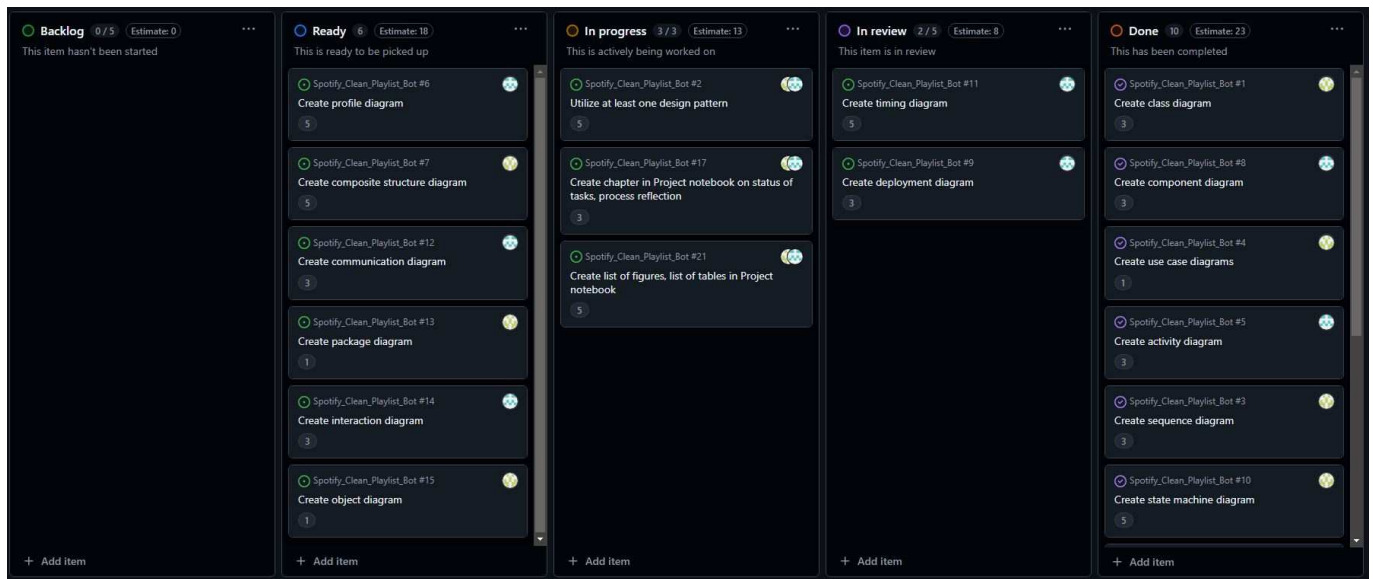 Backlog 0 / 5 Estimate: 0 ...
This item hasn't been started
+ Add item
Ready 6 Estimate: 18 ...
This is ready to be picked up
Spotify_Clean_Playlist_Bot #6
Create profile diagram
5
Spotify_Clean_Playlist_Bot #7
Create composite structure diagram
5
Spotify_Clean_Playlist_Bot #12
Create communication diagram
3
Spotify_Clean_Playlist_Bot #13
Create package diagram
1
Spotify_Clean_Playlist_Bot #14
Create interaction diagram
3
Spotify_Clean_Playlist_Bot #15
Create object diagram
1
+ Add item
In progress 3 / 3 Estimate: 13 ...
This is actively being worked on
Spotify_Clean_Playlist_Bot #2
Utilize at least one design pattern
5
Spotify_Clean_Playlist_Bot #17
Create chapter in Project notebook on status of
tasks, process reflection
3
Spotify_Clean_Playlist_Bot #21
Create list of figures, list of tables in Project
notebook
5
+ Add item
In review 2 / 5 Estimate: 8 ...
This item is in review
Spotify_Clean_Playlist_Bot #11
Create timing diagram
5
Spotify_Clean_Playlist_Bot #9
Create deployment diagram
3
+ Add item
Done 10 Estimate: 23 ...
This has been completed
Spotify_Clean_Playlist_Bot #1
Create class diagram
3
Spotify_Clean_Playlist_Bot #8
Create component diagram
3
Spotify_Clean_Playlist_Bot #4
Create use case diagrams
1
Spotify_Clean_Playlist_Bot #5
Create activity diagram
3
Spotify_Clean_Playlist_Bot #3
Create sequence diagram
3
Spotify_Clean_Playlist_Bot #10
Create state machine diagram
5
+ Add item